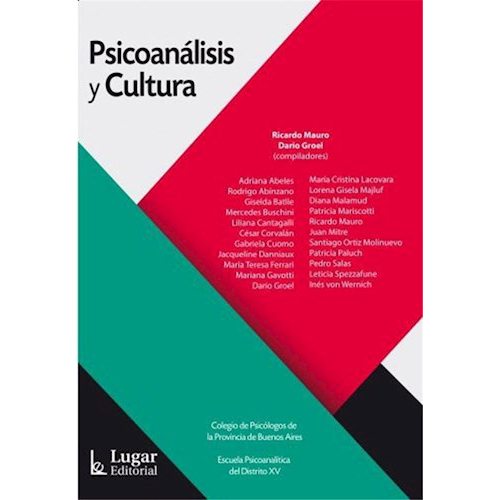 Psicoanálisis
y Cultura
Ricardo Mauro
Darío Groel
(compiladores)
Adriana Abeles
Rodrigo Abínzano
Giselda Batlle
Mercedes Buschini
Liliana Cantagalli
César Corvalán
Gabriela Cuomo
Jacqueline Danniaux
María Teresa Ferrari
Mariana Gavotti
Darío Groel
María Cristina Lacovara
Lorena Gisela Majluf
Diana Malamud
Patricia Mariscotti
Ricardo Mauro
Juan Mitre
Santiago Ortiz Molinuevo
Patricia Paluch
Pedro Salas
Leticia Spezzafune
Inés von Wernich
Colegio de Psicólogos de
la Provincia de Buenos Aires
Escuela Psicoanalítica
del Distrito XV
Lugar
Editorial